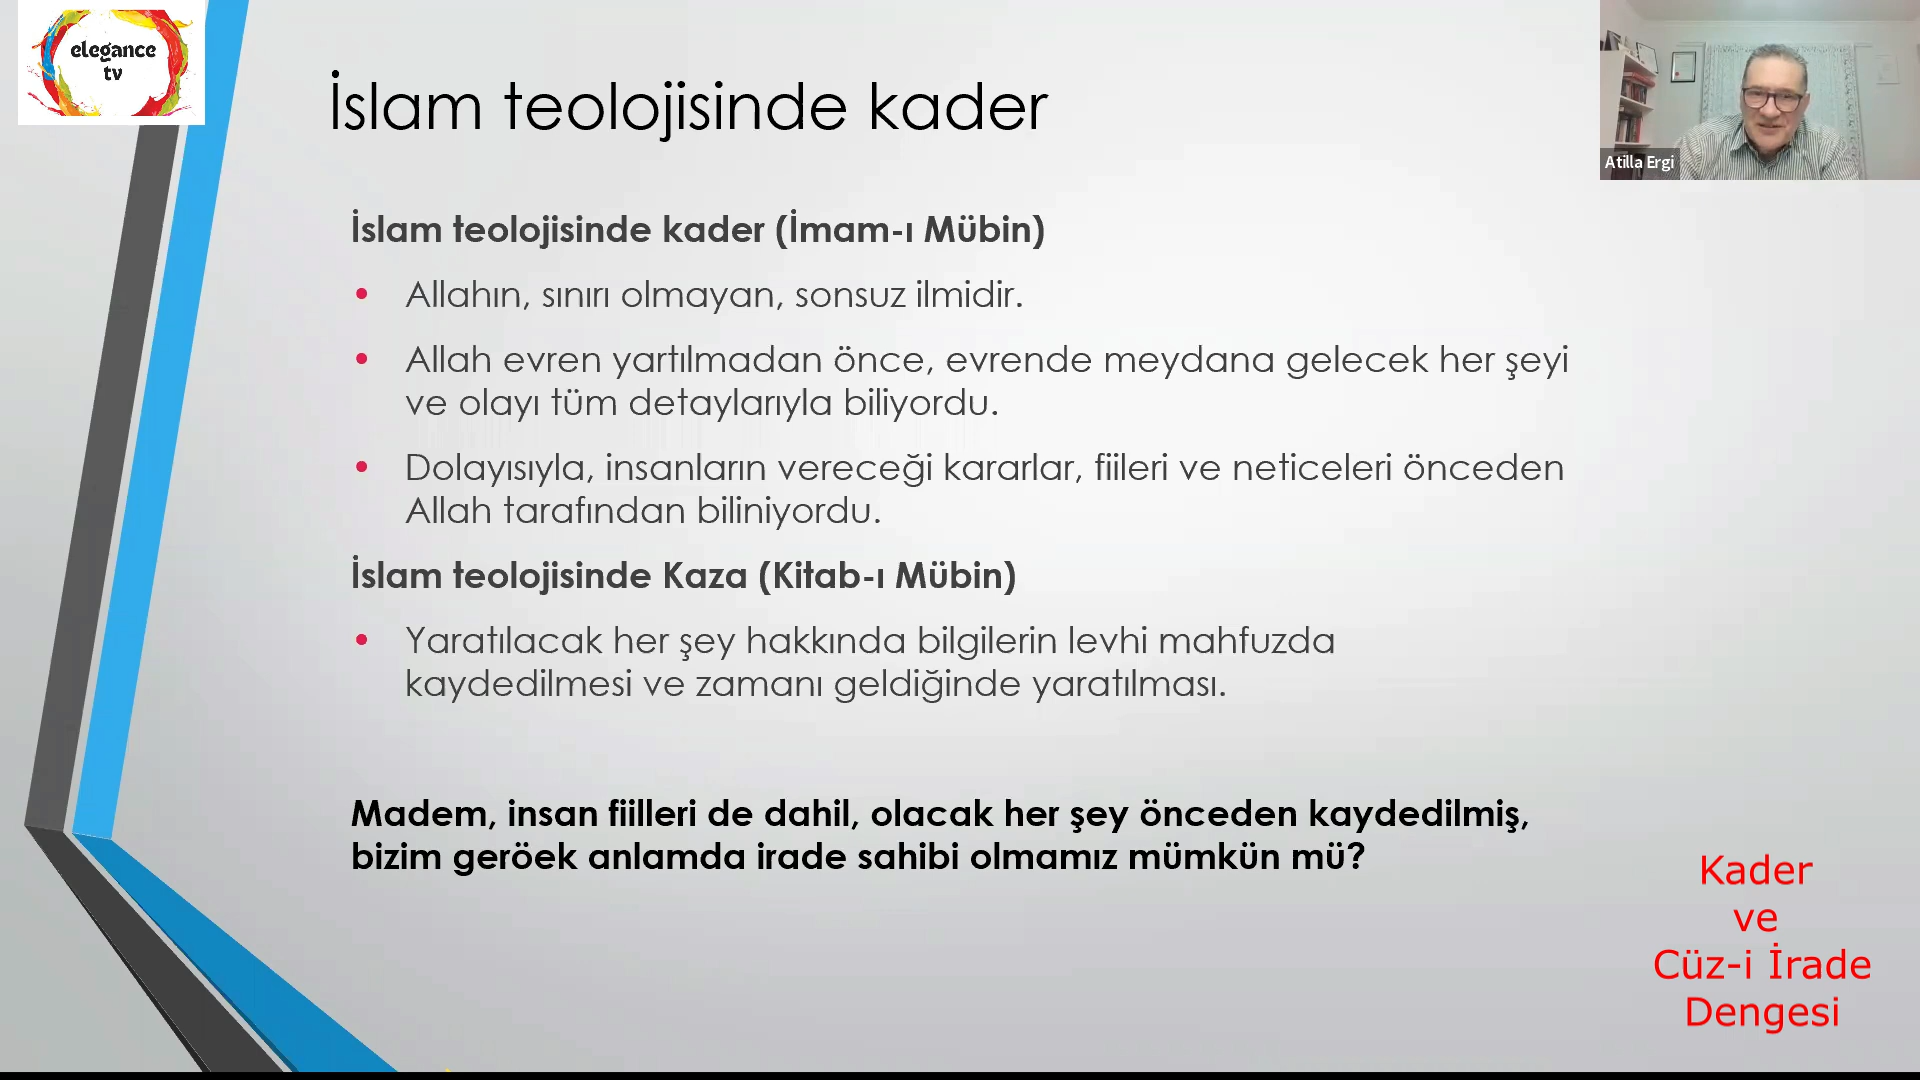 elegance
tv
İslam teolojisinde kader
Atilla Ergi
İslam teolojisinde kader (İmam-ı Mübin)
• Allahın, sınırı olmayan, sonsuz ilmidir.
• Allah evren yartılmadan önce, evrende meydana gelecek her şeyi
ve olayı tüm detaylarıyla biliyordu.
• Dolayısıyla, insanların vereceği kararlar, fiileri ve neticeleri önceden
Allah tarafından biliniyordu.
İslam teolojisinde Kaza (Kitab-ı Mübin)
• Yaratılacak her şey hakkında bilgilerin levhi mahfuzda
kaydedilmesi ve zamanı geldiğinde yaratılması.
Madem, insan fiilleri de dahil, olacak her şey önceden kaydedilmiş,
bizim geröek anlamda irade sahibi olmamız mümkün mü?
Kader
ve
Cüz-i İrade
Dengesi